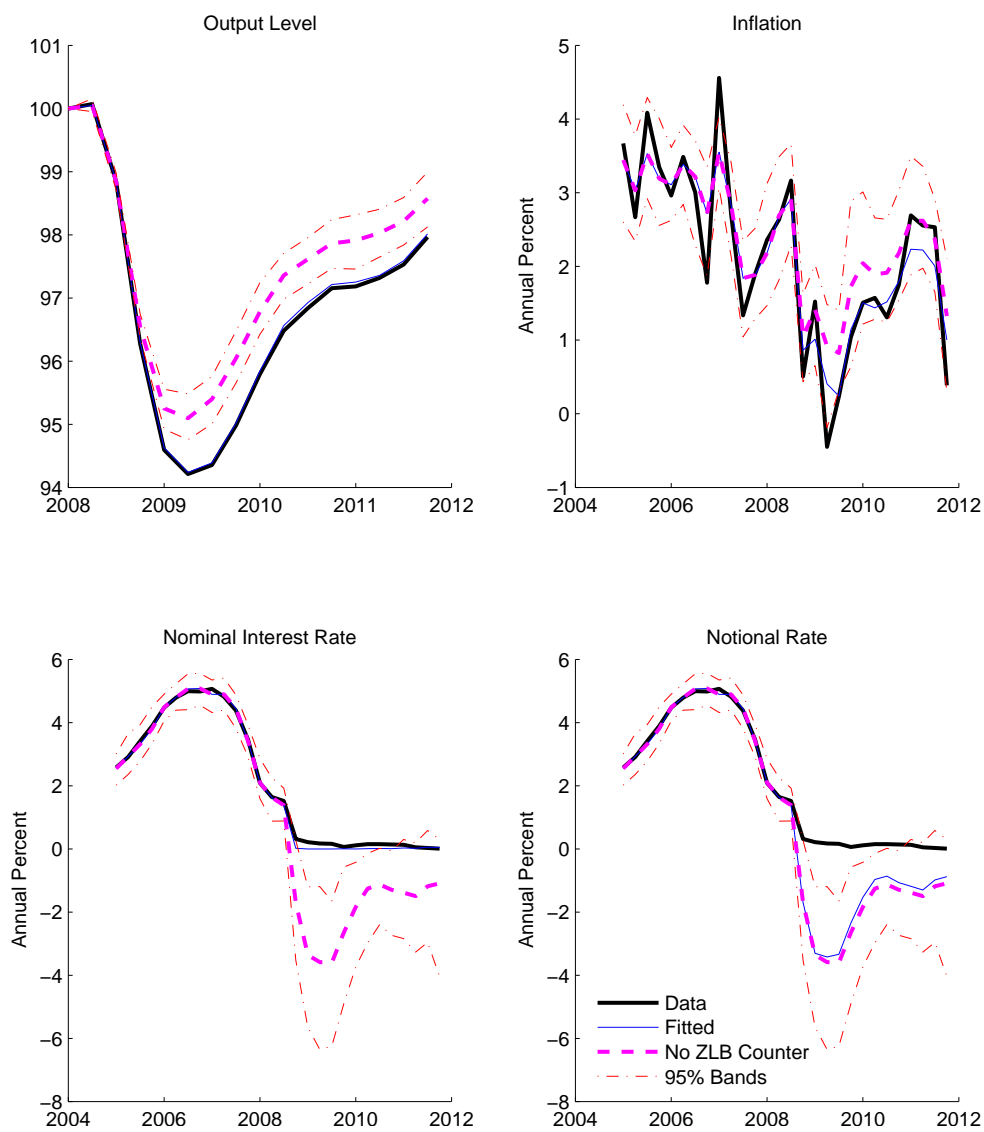 Output Level
101
100
99
98
97
96
95
94
2008 2009 2010 2011 2012
Inflation
Annual Percent
5
4
3
2
1
0
−1
2004 2006 2008 2010 2012
Nominal Interest Rate
Annual Percent
6
4
2
0
−2
−4
−6
−8
2004 2006 2008 2010 2012
Notional Rate
Annual Percent
6
4
2
0
−2
−4
−6
−8
2004 2006 2008 2010 2012
Data
Fitted
No ZLB Counter
95% Bands